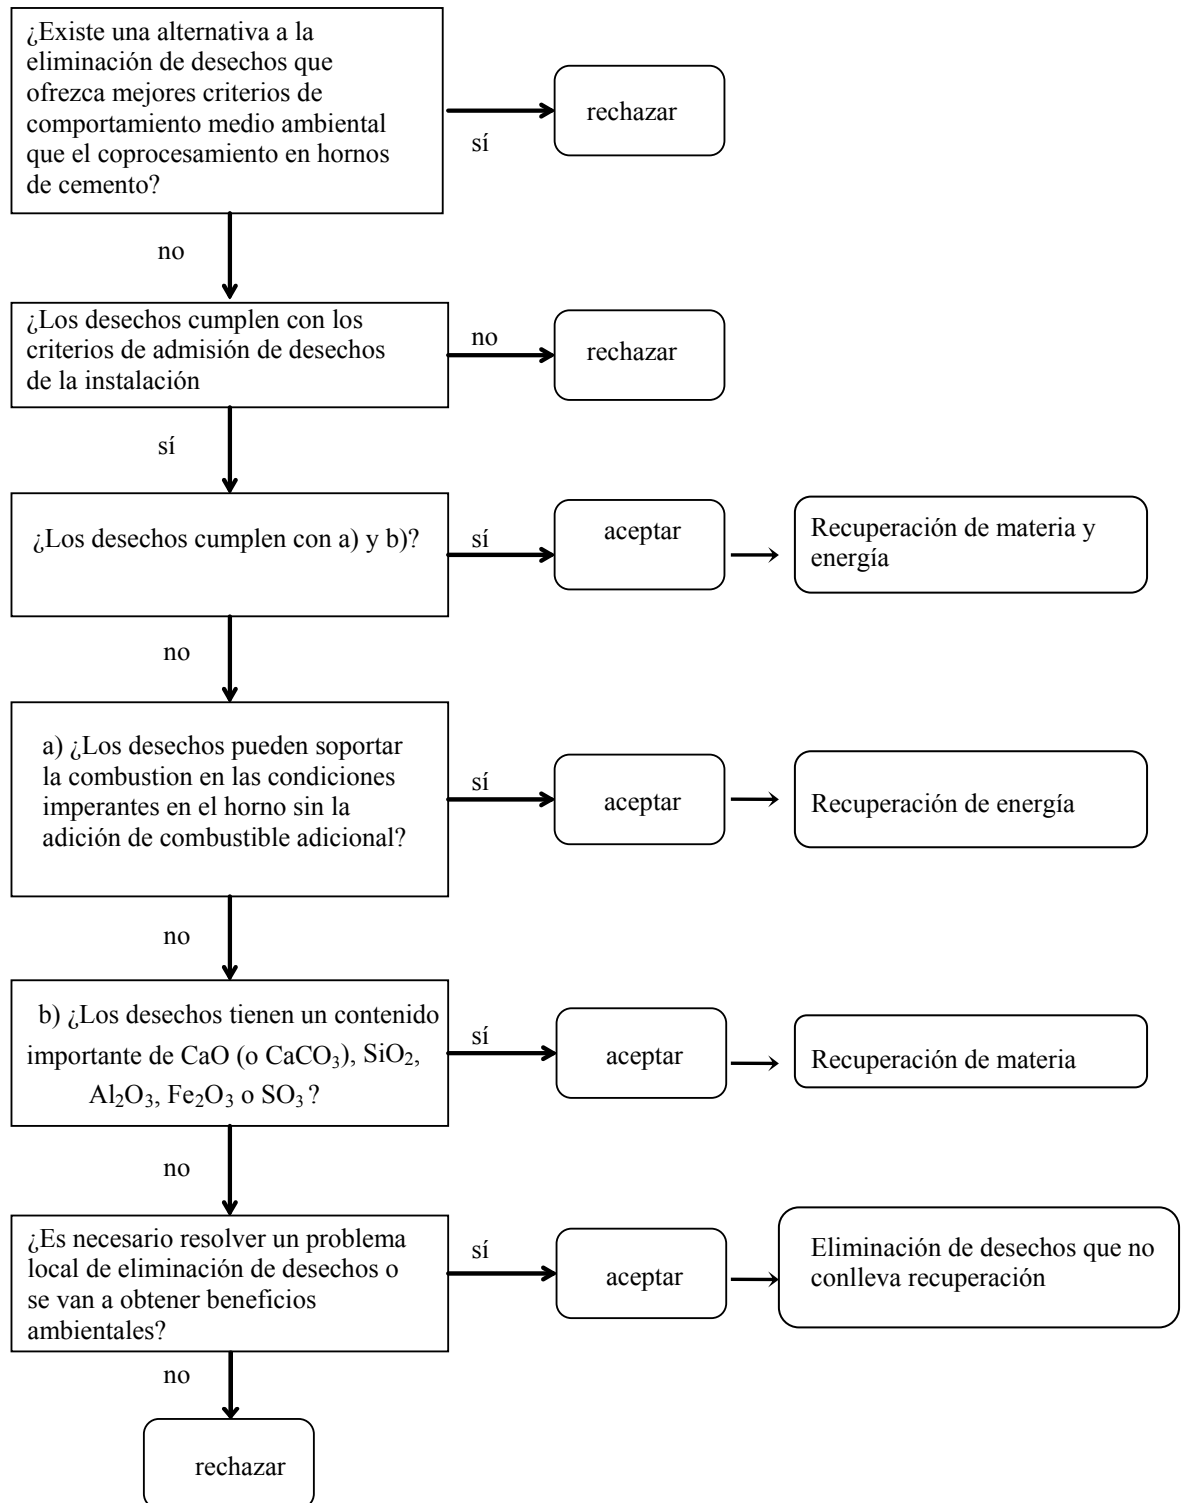 ¿Existe una alternativa a la
eliminación de desechos que
ofrezca mejores criterios de
comportamiento medio ambiental
que el coprocesamiento en hornos
de cemento?
sí
rechazar
no
¿Los desechos cumplen con los
criterios de admisión de desechos
de la instalación
no
rechazar
sí
¿Los desechos cumplen con a) y b)?
sí
aceptar
Recuperación de materia y
energía
no
a) ¿Los desechos pueden soportar
la combustion en las condiciones
imperantes en el horno sin la
adición de combustible adicional?
sí
aceptar
Recuperación de energía
no
b) ¿Los desechos tienen un contenido
importante de CaO (o CaCO₃), SiO₂,
Al₂O₃, Fe₂O₃ o SO₃ ?
sí
aceptar
Recuperación de materia
no
¿Es necesario resolver un problema
local de eliminación de desechos o
se van a obtener beneficios
ambientales?
sí
aceptar
Eliminación de desechos que no
conlleva recuperación
no
rechazar